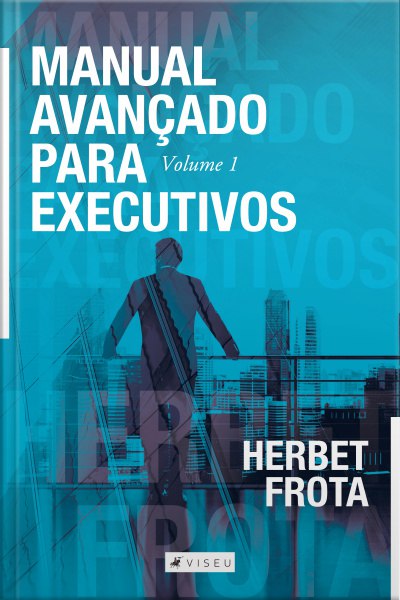 MANUAL
AVANÇADO
PARA Volume 1
EXECUTIVOS
HERBET
FROTA
VISEU